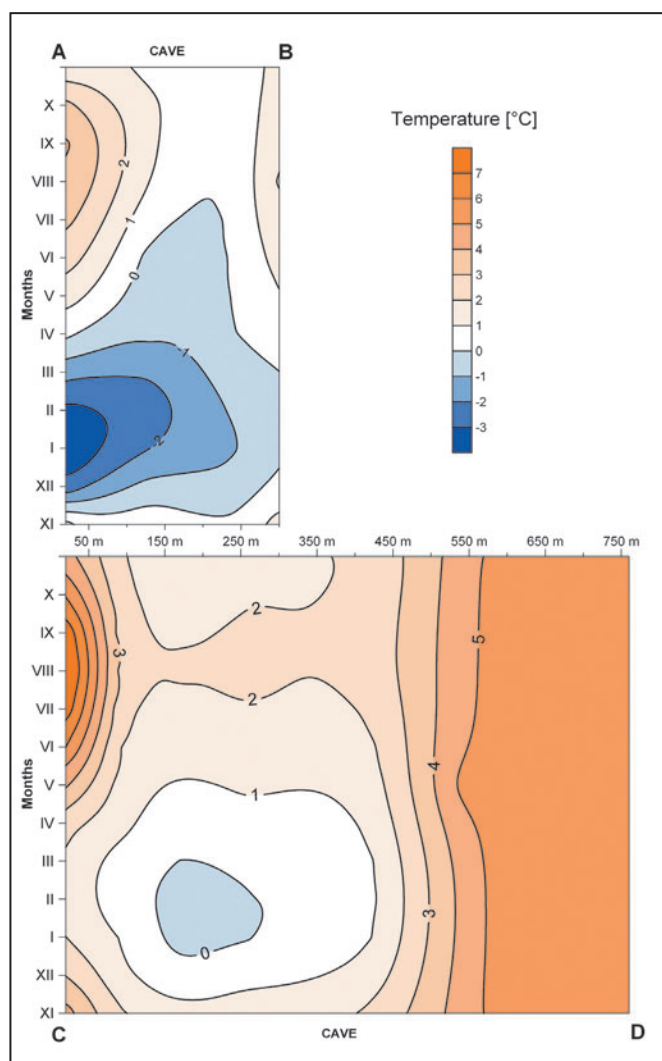 A
CAVE
B
X
IX
VIII
VII
VI
V
IV
III
II
I
XII
XI
Months
2
1
0
-1
-2
Temperature [°C]
7
6
5
4
3
2
1
0
-1
-2
-3
50 m
150 m
250 m
350 m
450 m
550 m
650 m
750 m
X
IX
VIII
VII
VI
V
IV
III
II
I
XII
XI
Months
2
3
5
2
4
1
3
0
C
CAVE
D